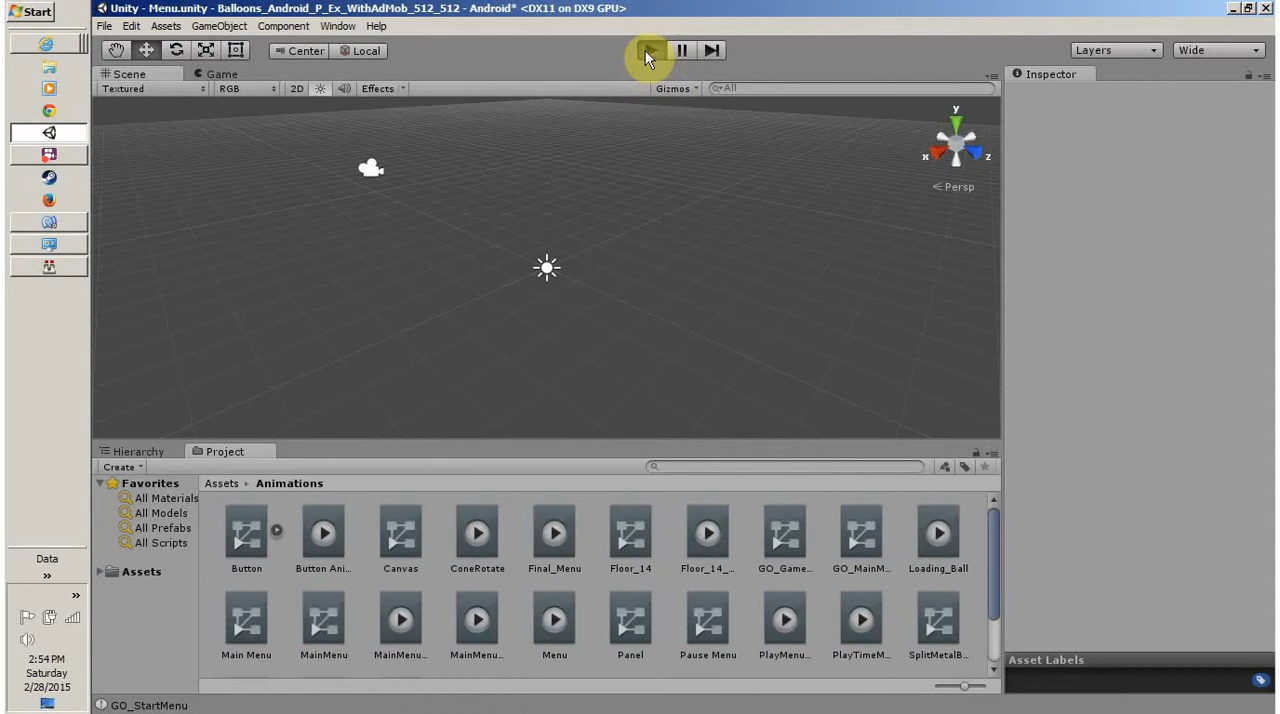 Start
Unity - Menu.unity - Balloons_Android_P_Ex_WithAdMob_512_512 - Android* <DX11 on DX9 GPU>
File Edit Assets GameObject Component Window Help
Center Local Layers Wide
Scene Game Inspector
Textured RGB 2D Effects Gizmos All
y
x z
Persp
Hierarchy Project
Create
Favorites Assets Animations
All Materials
All Models
All Prefabs
All Scripts
Assets
Button Button Ani... Canvas ConeRotate Final_Menu Floor_14 Floor_14_... GO_Game... GO_MainM... Loading_Ball
Main Menu MainMenu MainMenu... MainMenu... Menu Panel Pause Menu PlayMenu... PlayTimeM... SplitMetalB...
Asset Labels
GO_StartMenu
Data
»
»
2:54 PM
Saturday
2/28/2015